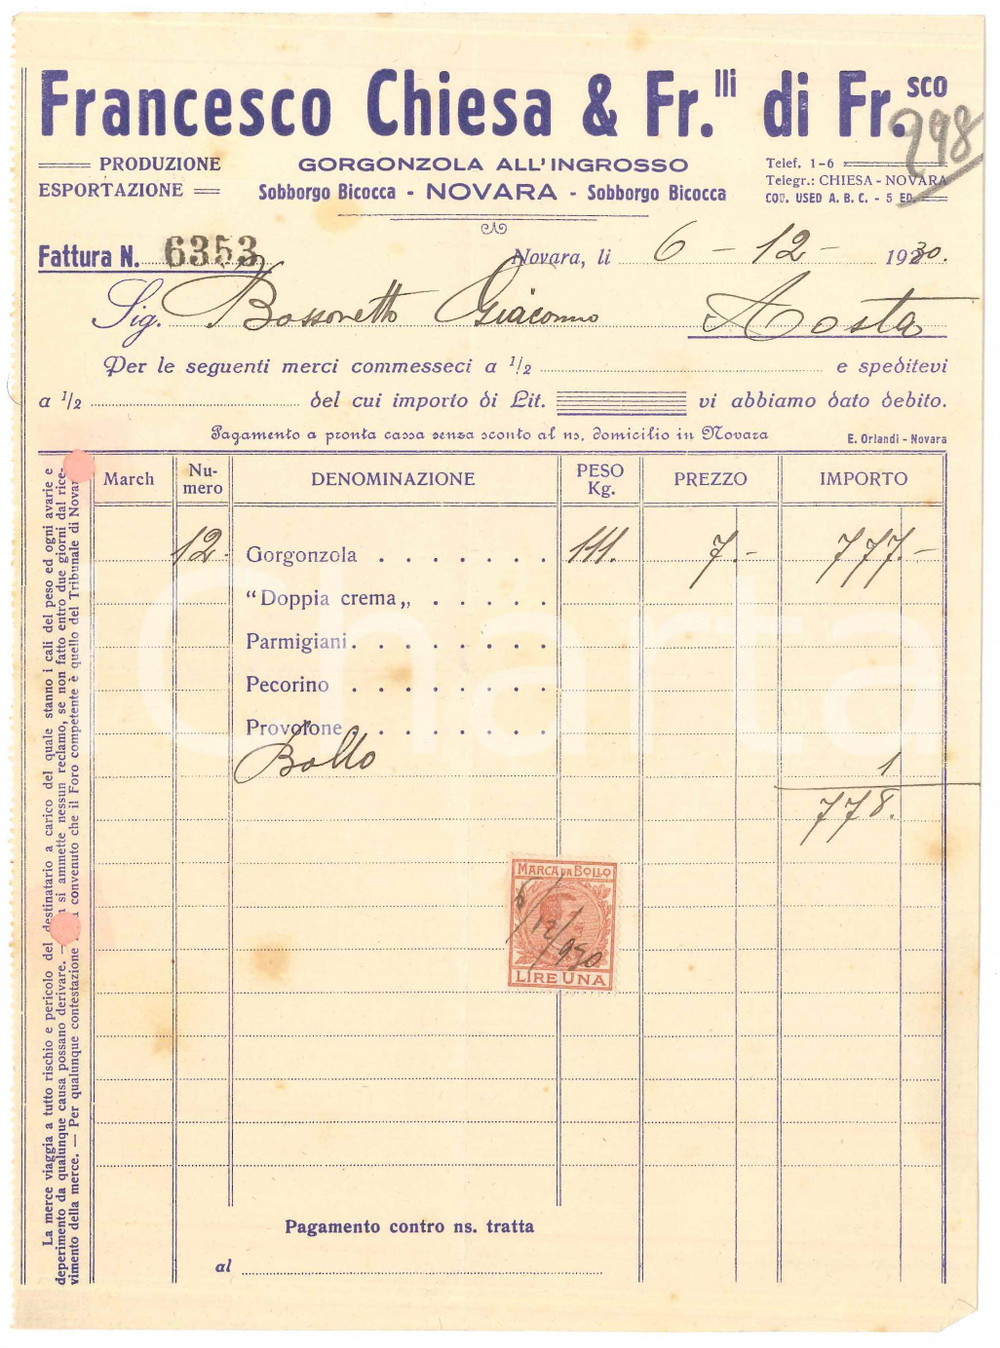 Francesco Chiesa & Fr.lli di Fr.sco
298
PRODUZIONE
ESPORTAZIONE
GORGONZOLA ALL'INGROSSO
Sobborgo Bicocca - NOVARA - Sobborgo Bicocca
Telef. 1-6
Telegr.: CHIESA - NOVARA
COD. USED A. B. C. - 5 ED.
Fattura N. 6353
Novara, li 6 - 12 - 1930.
Sig. Bossonetto Giacomo Aosta
Per le seguenti merci commesseci a 1/2 e speditevi
a 1/2 del cui importo di Lit. vi abbiamo dato debito.
Pagamento a pronta cassa senza sconto al ns. domicilio in Novara
E. Orlandi - Novara
March Nu-mero DENOMINAZIONE PESO Kg. PREZZO IMPORTO
12. Gorgonzola 111. 7.- 777.-
"Doppia crema„
Parmigiani
Pecorino
Provolone
Bollo 1
778.
MARCA DA BOLLO
6/12/930
LIRE UNA
Pagamento contro ns. tratta
al
La merce viaggia a tutto rischio e pericolo del destinatario a carico del quale stanno i cali del peso ed ogni avarie e
deperimento da qualunque causa possano derivare. — si ammette nessun reclamo, se non fatto entro due giorni dal rice-
vimento della merce. — Per qualunque contestazione convenuto che il Foro competente è quello del Tribunale di Novar
Charta